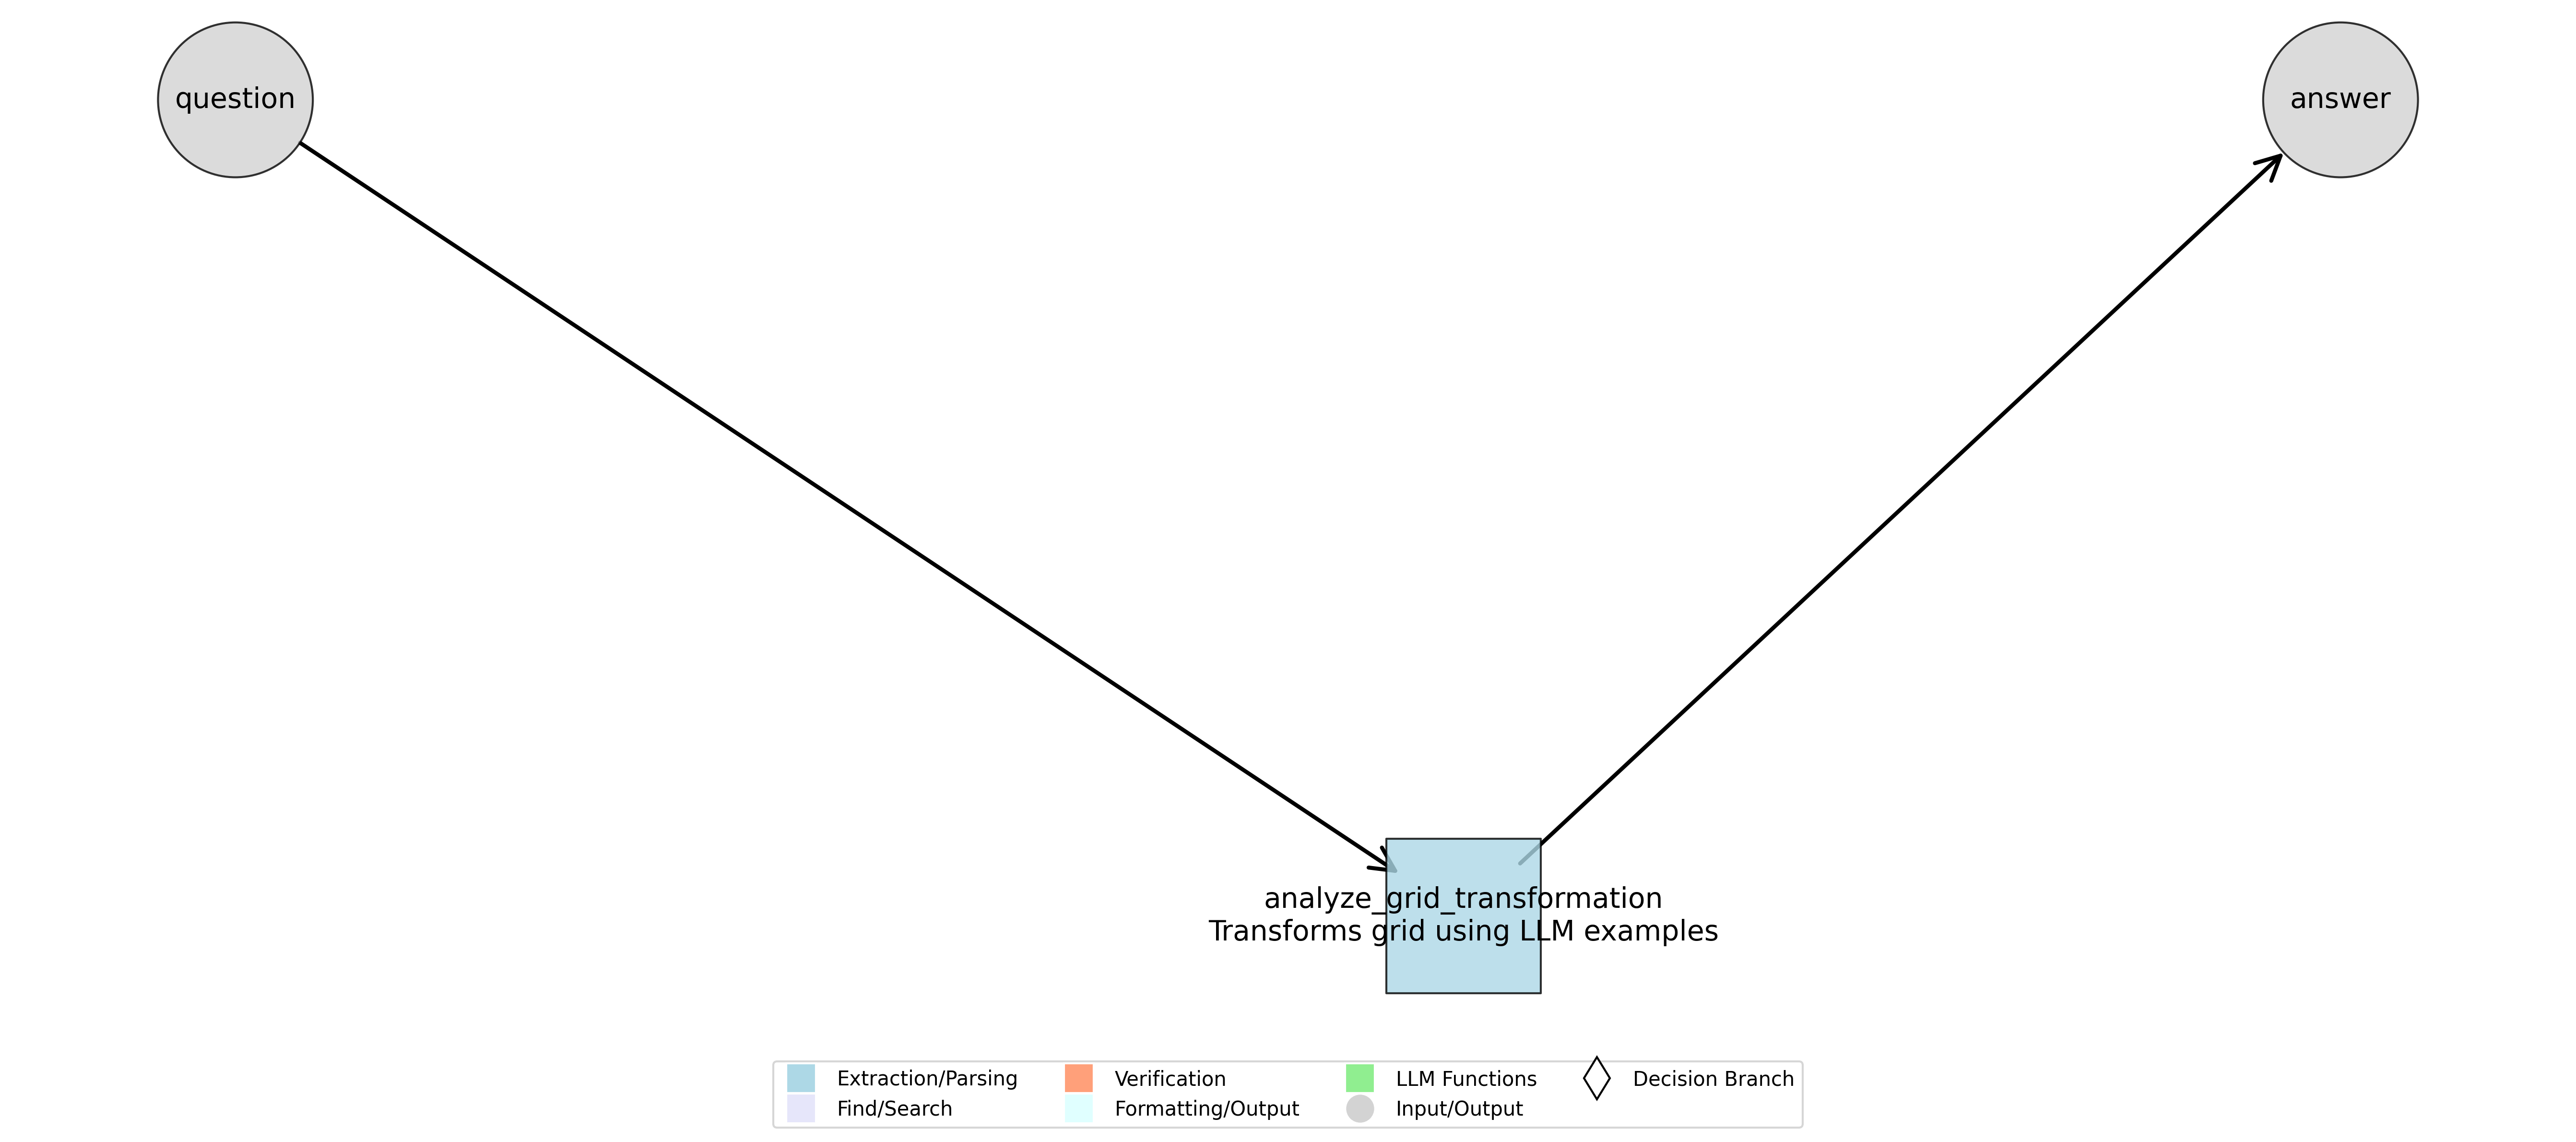 question
answer
analyze_grid_transformation
Transforms grid using LLM examples
Extraction/Parsing
Verification
LLM Functions
Decision Branch
Find/Search
Formatting/Output
Input/Output